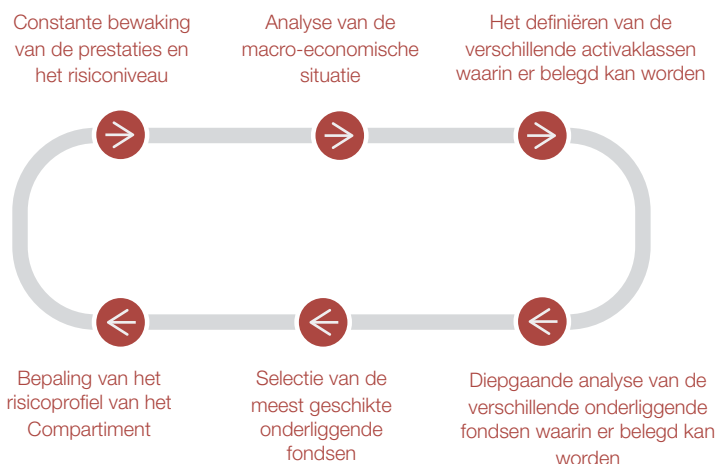 Constante bewaking
van de prestaties en
het risiconiveau
Analyse van de
macro-economische
situatie
Het definiëren van de
verschillende activaklassen
waarin er belegd kan worden
Bepaling van het
risicoprofiel van het
Compartiment
Selectie van de
meest geschikte
onderliggende
fondsen
Diepgaande analyse van de
verschillende onderliggende
fondsen waarin er belegd kan
worden